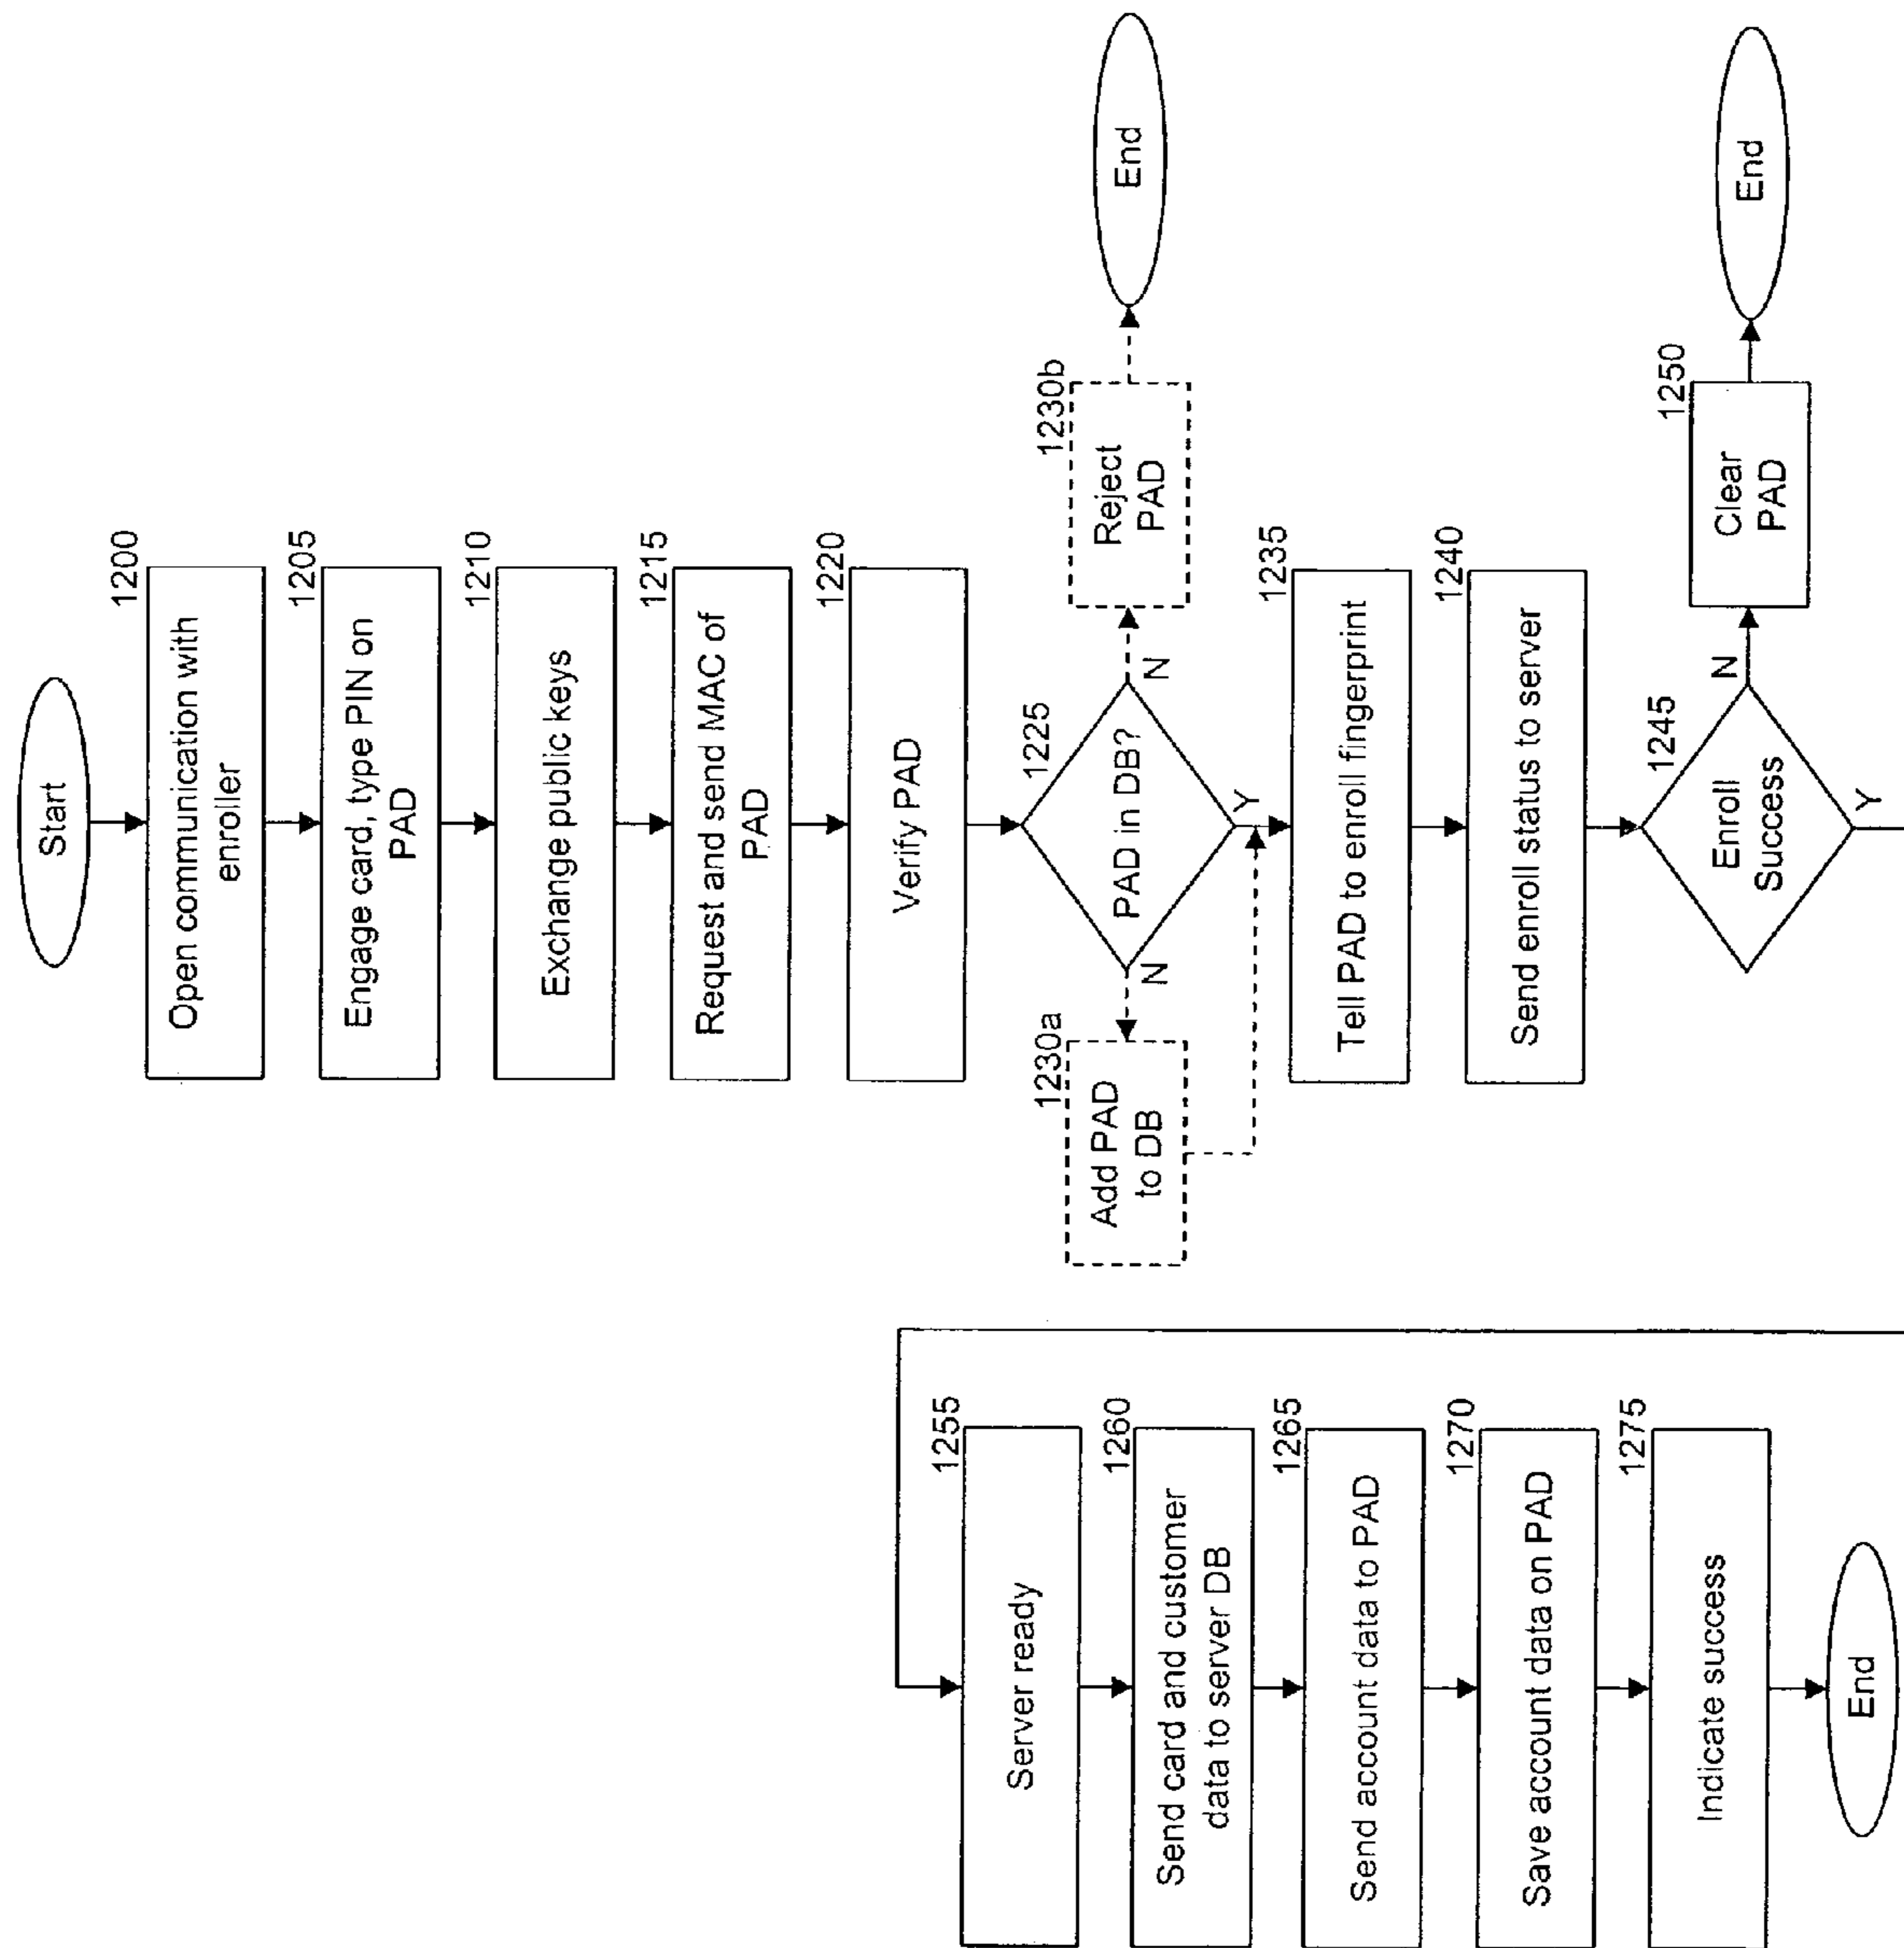 Start
1200
Open communication with
enroller
1205
Engage card, type PIN on
PAD
1210
Exchange public keys
1215
Request and send MAC of
PAD
1220
Verify PAD
1225
PAD in DB?
N
N
Y
1230a
Add PAD
to DB
1230b
Reject
PAD
End
1235
Tell PAD to enroll fingerprint
1240
Send enroll status to server
1245
Enroll
Success
N
Y
1250
Clear
PAD
End
1255
Server ready
1260
Send card and customer
data to server DB
1265
Send account data to PAD
1270
Save account data on PAD
1275
Indicate success
End